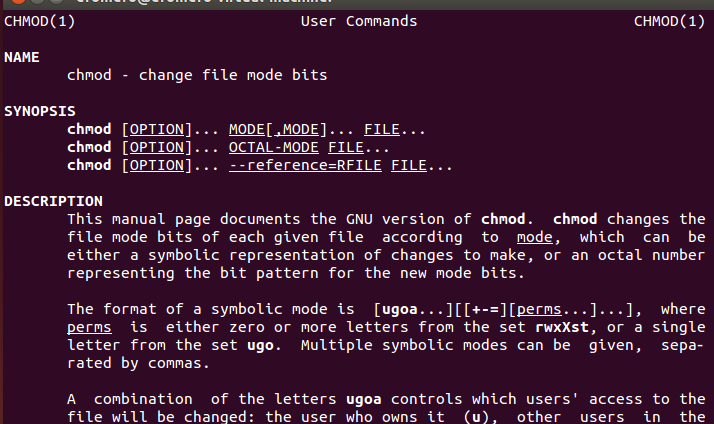 CHMOD(1) User Commands CHMOD(1)
NAME
chmod - change file mode bits
SYNOPSIS
chmod [OPTION]... MODE[,MODE]... FILE...
chmod [OPTION]... OCTAL-MODE FILE...
chmod [OPTION]... --reference=RFILE FILE...
DESCRIPTION
This manual page documents the GNU version of chmod. chmod changes the
file mode bits of each given file according to mode, which can be
either a symbolic representation of changes to make, or an octal number
representing the bit pattern for the new mode bits.
The format of a symbolic mode is [ugoa...][[+-=][perms...]...], where
perms is either zero or more letters from the set rwxXst, or a single
letter from the set ugo. Multiple symbolic modes can be given, sepa-
rated by commas.
A combination of the letters ugoa controls which users' access to the
file will be changed: the user who owns it (u), other users in the